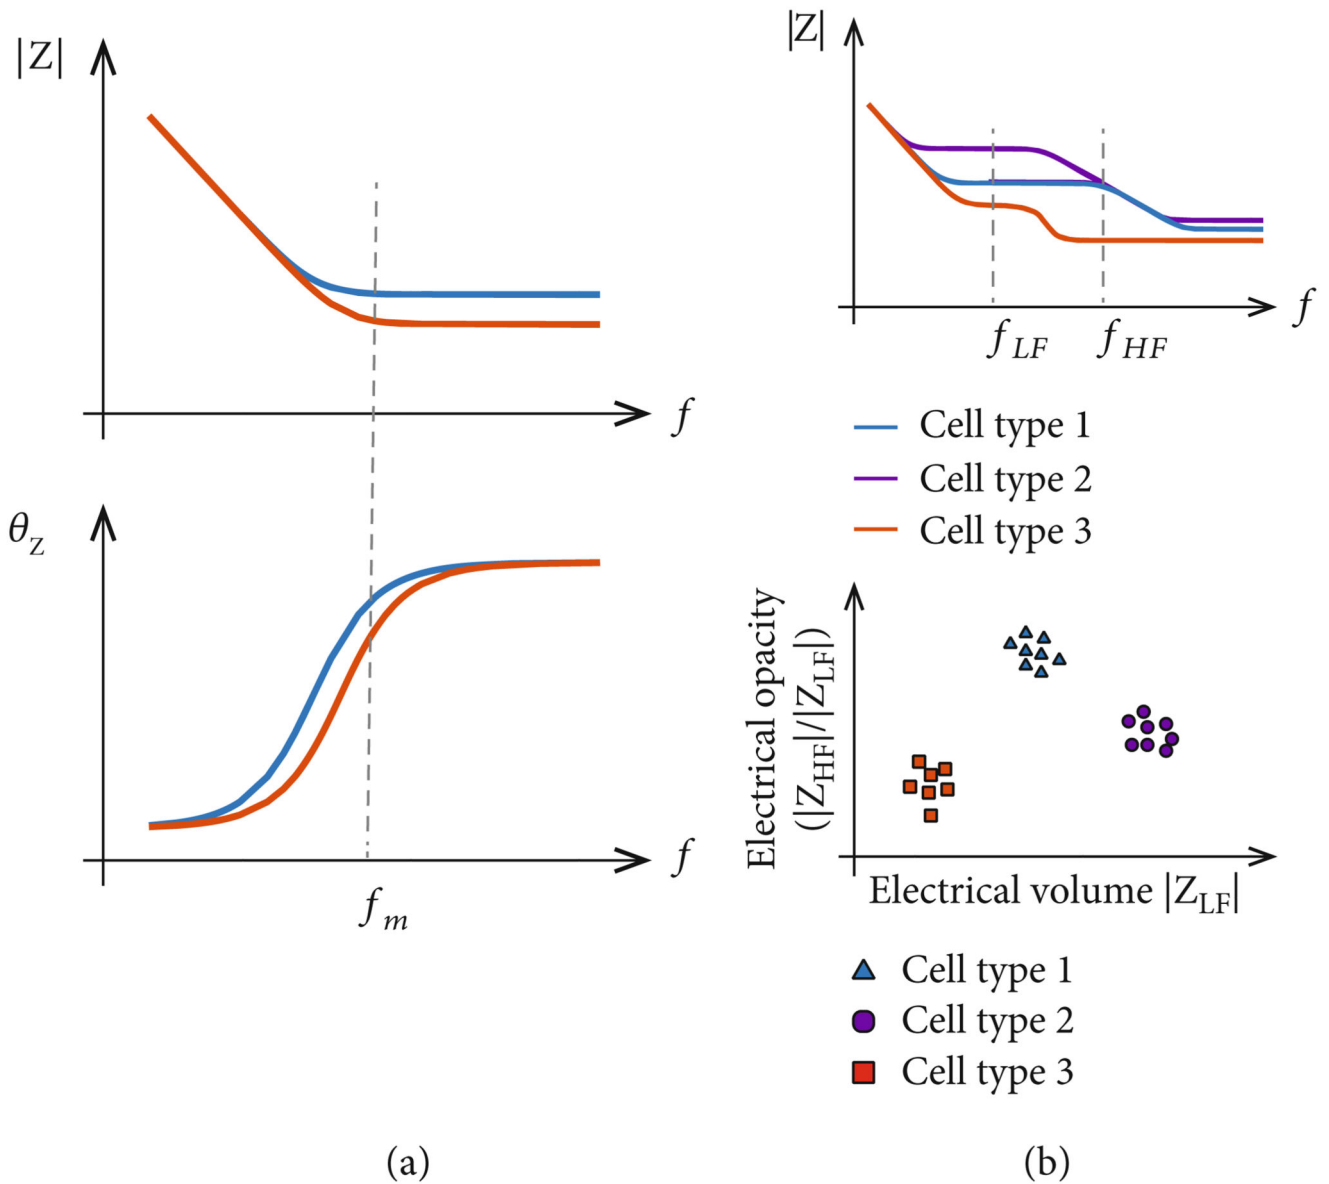 |Z|
f
θZ
f
fm
(a)
|Z|
f
fLF
fHF
Cell type 1
Cell type 2
Cell type 3
Electrical opacity
(|ZHF|/|ZLF|)
Electrical volume |ZLF|
Cell type 1
Cell type 2
Cell type 3
(b)